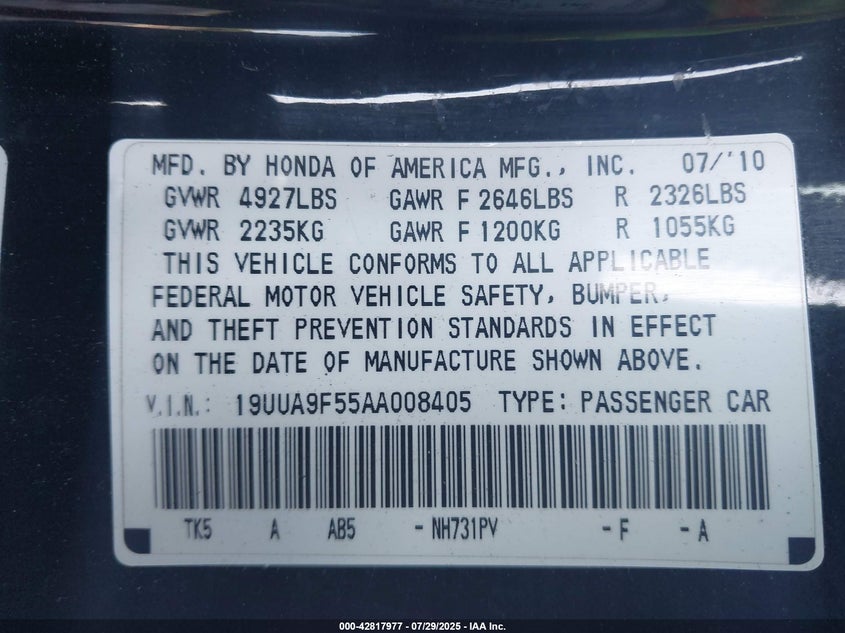 MFD. BY HONDA OF AMERICA MFG., INC. 07/'10
GVWR 4927LBS GAWR F 2646LBS R 2326LBS
GVWR 2235KG GAWR F 1200KG R 1055KG
THIS VEHICLE CONFORMS TO ALL APPLICABLE
FEDERAL MOTOR VEHICLE SAFETY, BUMPER,
AND THEFT PREVENTION STANDARDS IN EFFECT
ON THE DATE OF MANUFACTURE SHOWN ABOVE.
V.I.N.: 19UUA9F55AA008405 TYPE: PASSENGER CAR
TK5 A AB5 - NH731PV - F - A
000-42817977 - 07/29/2025 - IAA Inc.